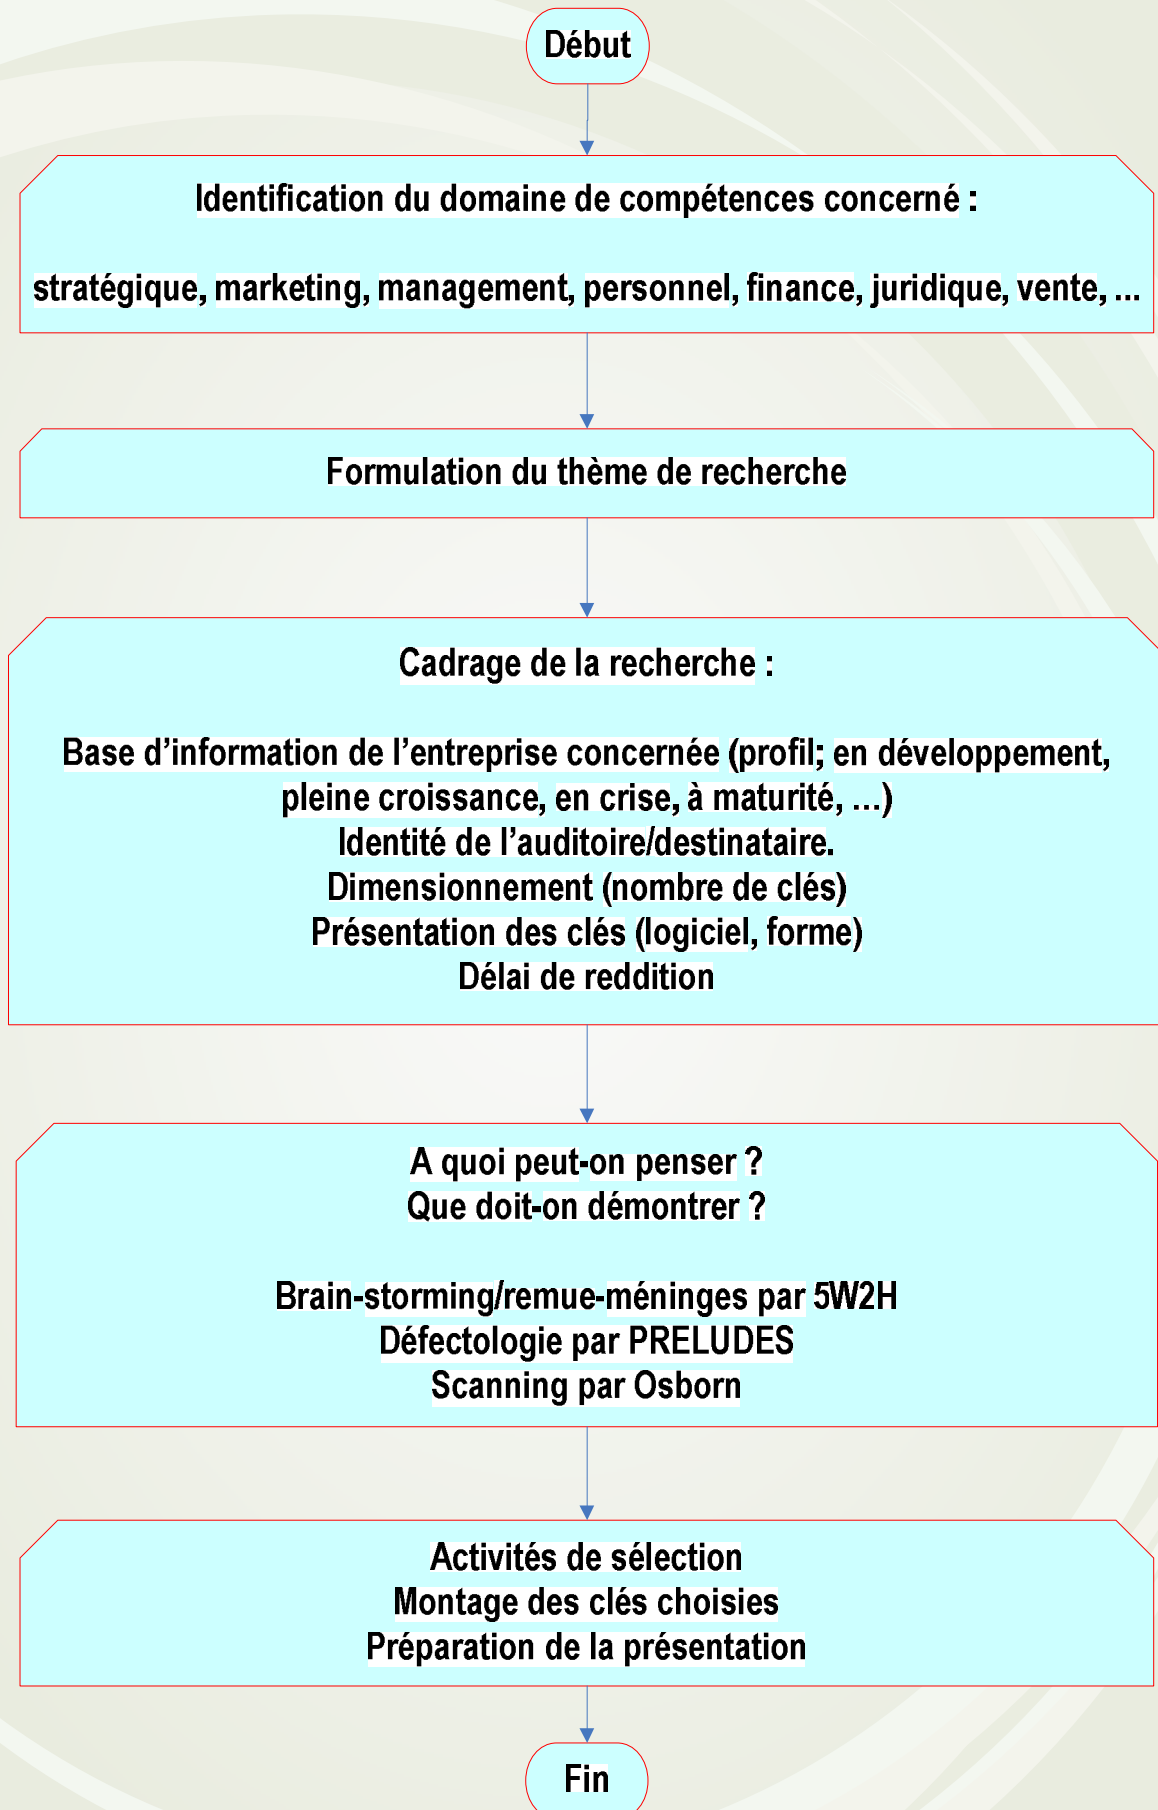 Début
Identification du domaine de compétences concerné :
stratégique, marketing, management, personnel, finance, juridique, vente, ...
Formulation du thème de recherche
Cadrage de la recherche :
Base d’information de l’entreprise concernée (profil; en développement,
pleine croissance, en crise, à maturité, …)
Identité de l’auditoire/destinataire.
Dimensionnement (nombre de clés)
Présentation des clés (logiciel, forme)
Délai de reddition
A quoi peut-on penser ?
Que doit-on démontrer ?
Brain-storming/remue-méninges par 5W2H
Défectologie par PRELUDES
Scanning par Osborn
Activités de sélection
Montage des clés choisies
Préparation de la présentation
Fin